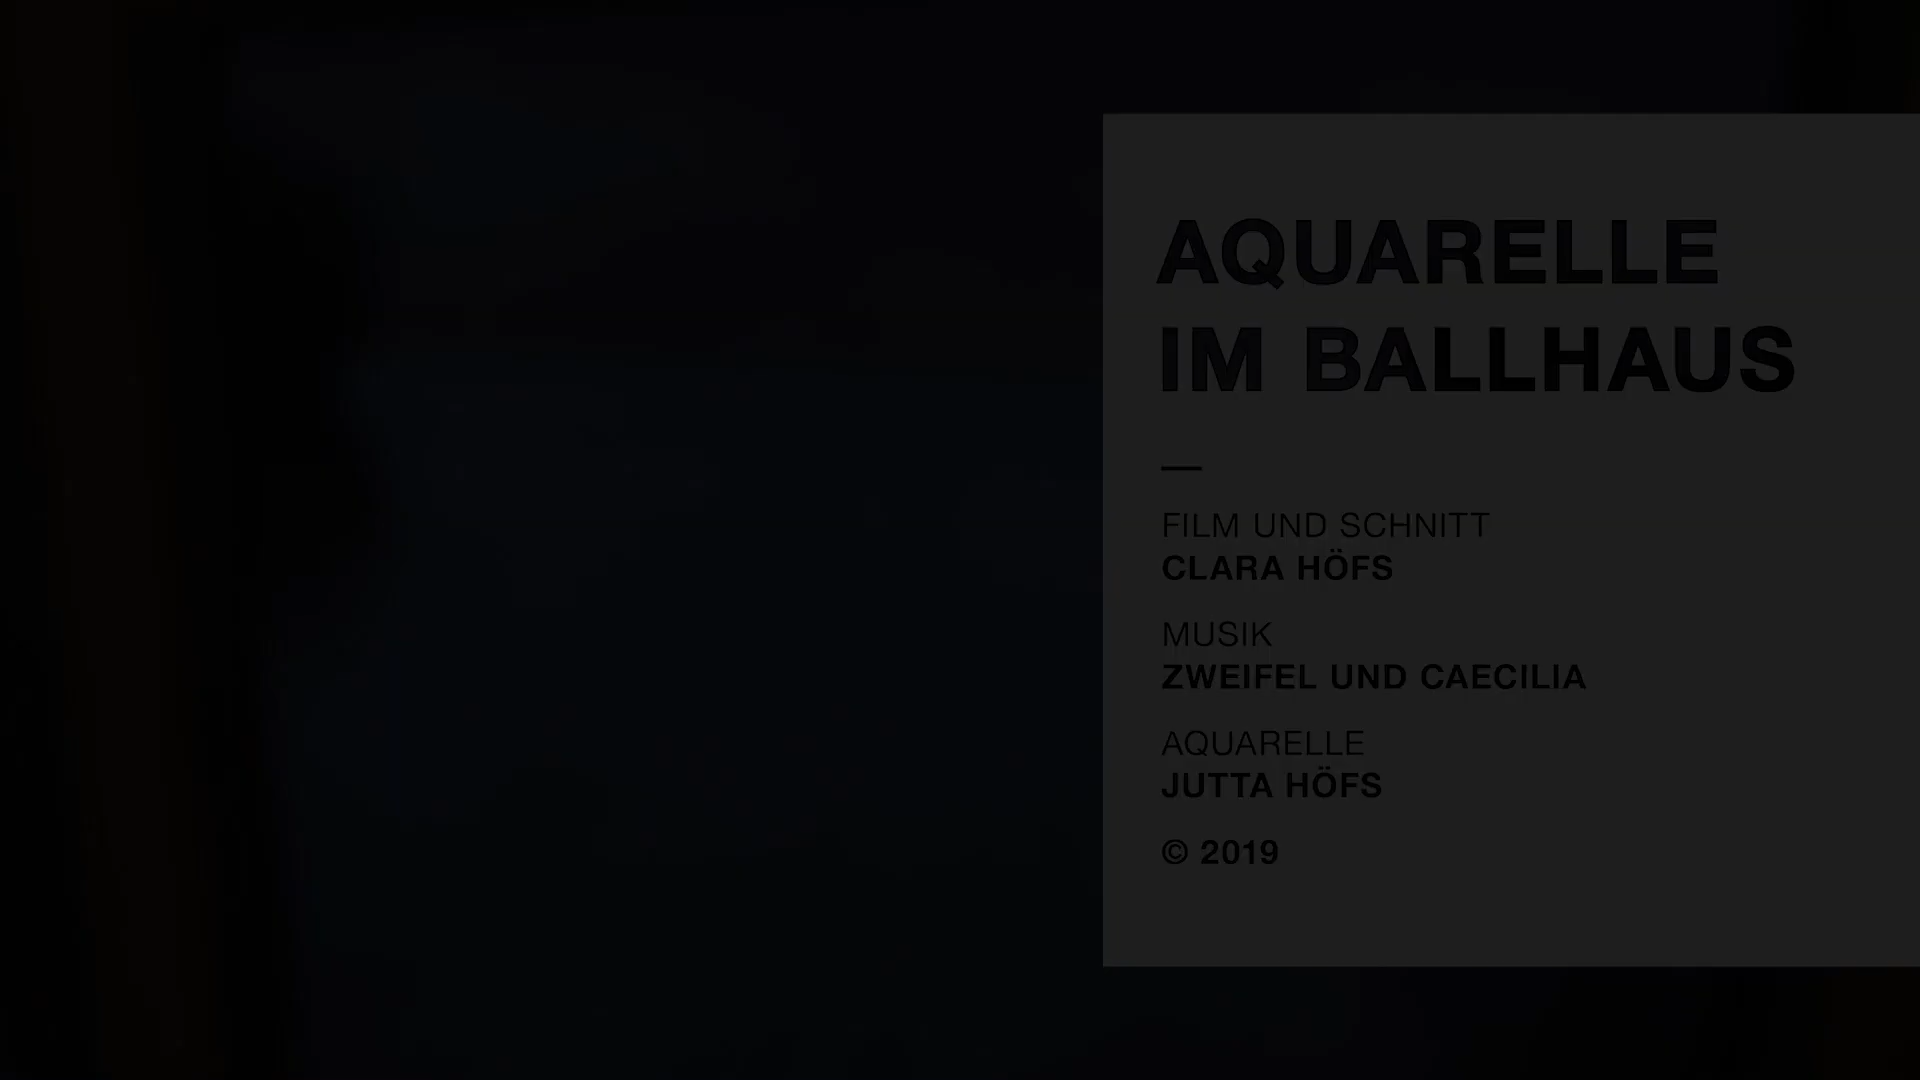 AQUARELLE
IM BALLHAUS
—
FILM UND SCHNITT
CLARA HÖFS
MUSIK
ZWEIFEL UND CAECILIA
AQUARELLE
JUTTA HÖFS
© 2019